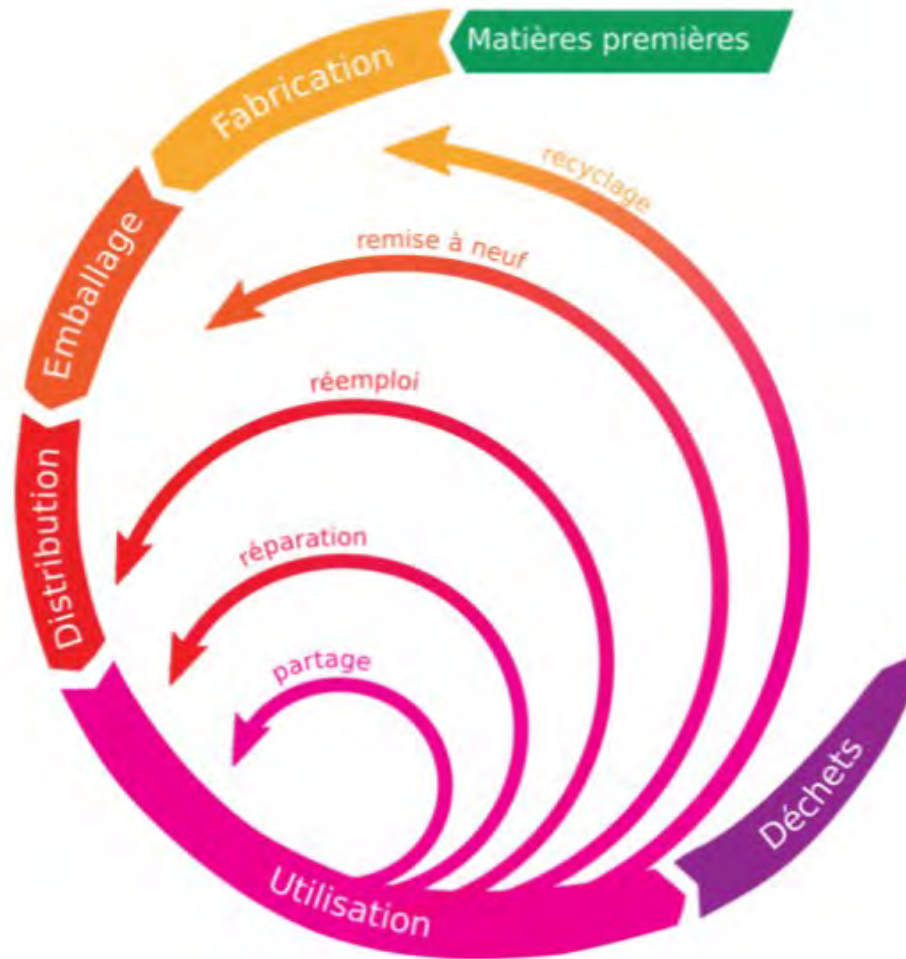 Matières premières
Fabrication
recyclage
remise à neuf
Emballage
réemploi
Distribution
réparation
partage
Déchets
Utilisation